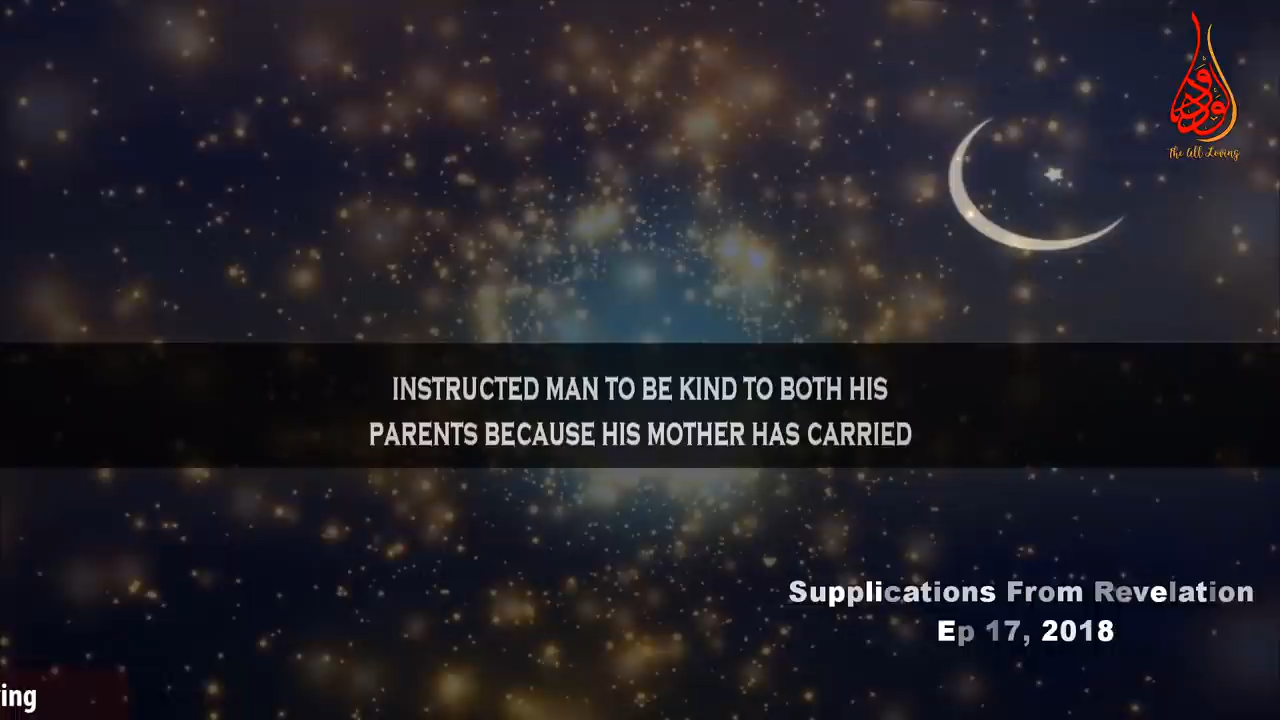 الودود
The All Loving
INSTRUCTED MAN TO BE KIND TO BOTH HIS
PARENTS BECAUSE HIS MOTHER HAS CARRIED
Supplications From Revelation
Ep 17, 2018
ing